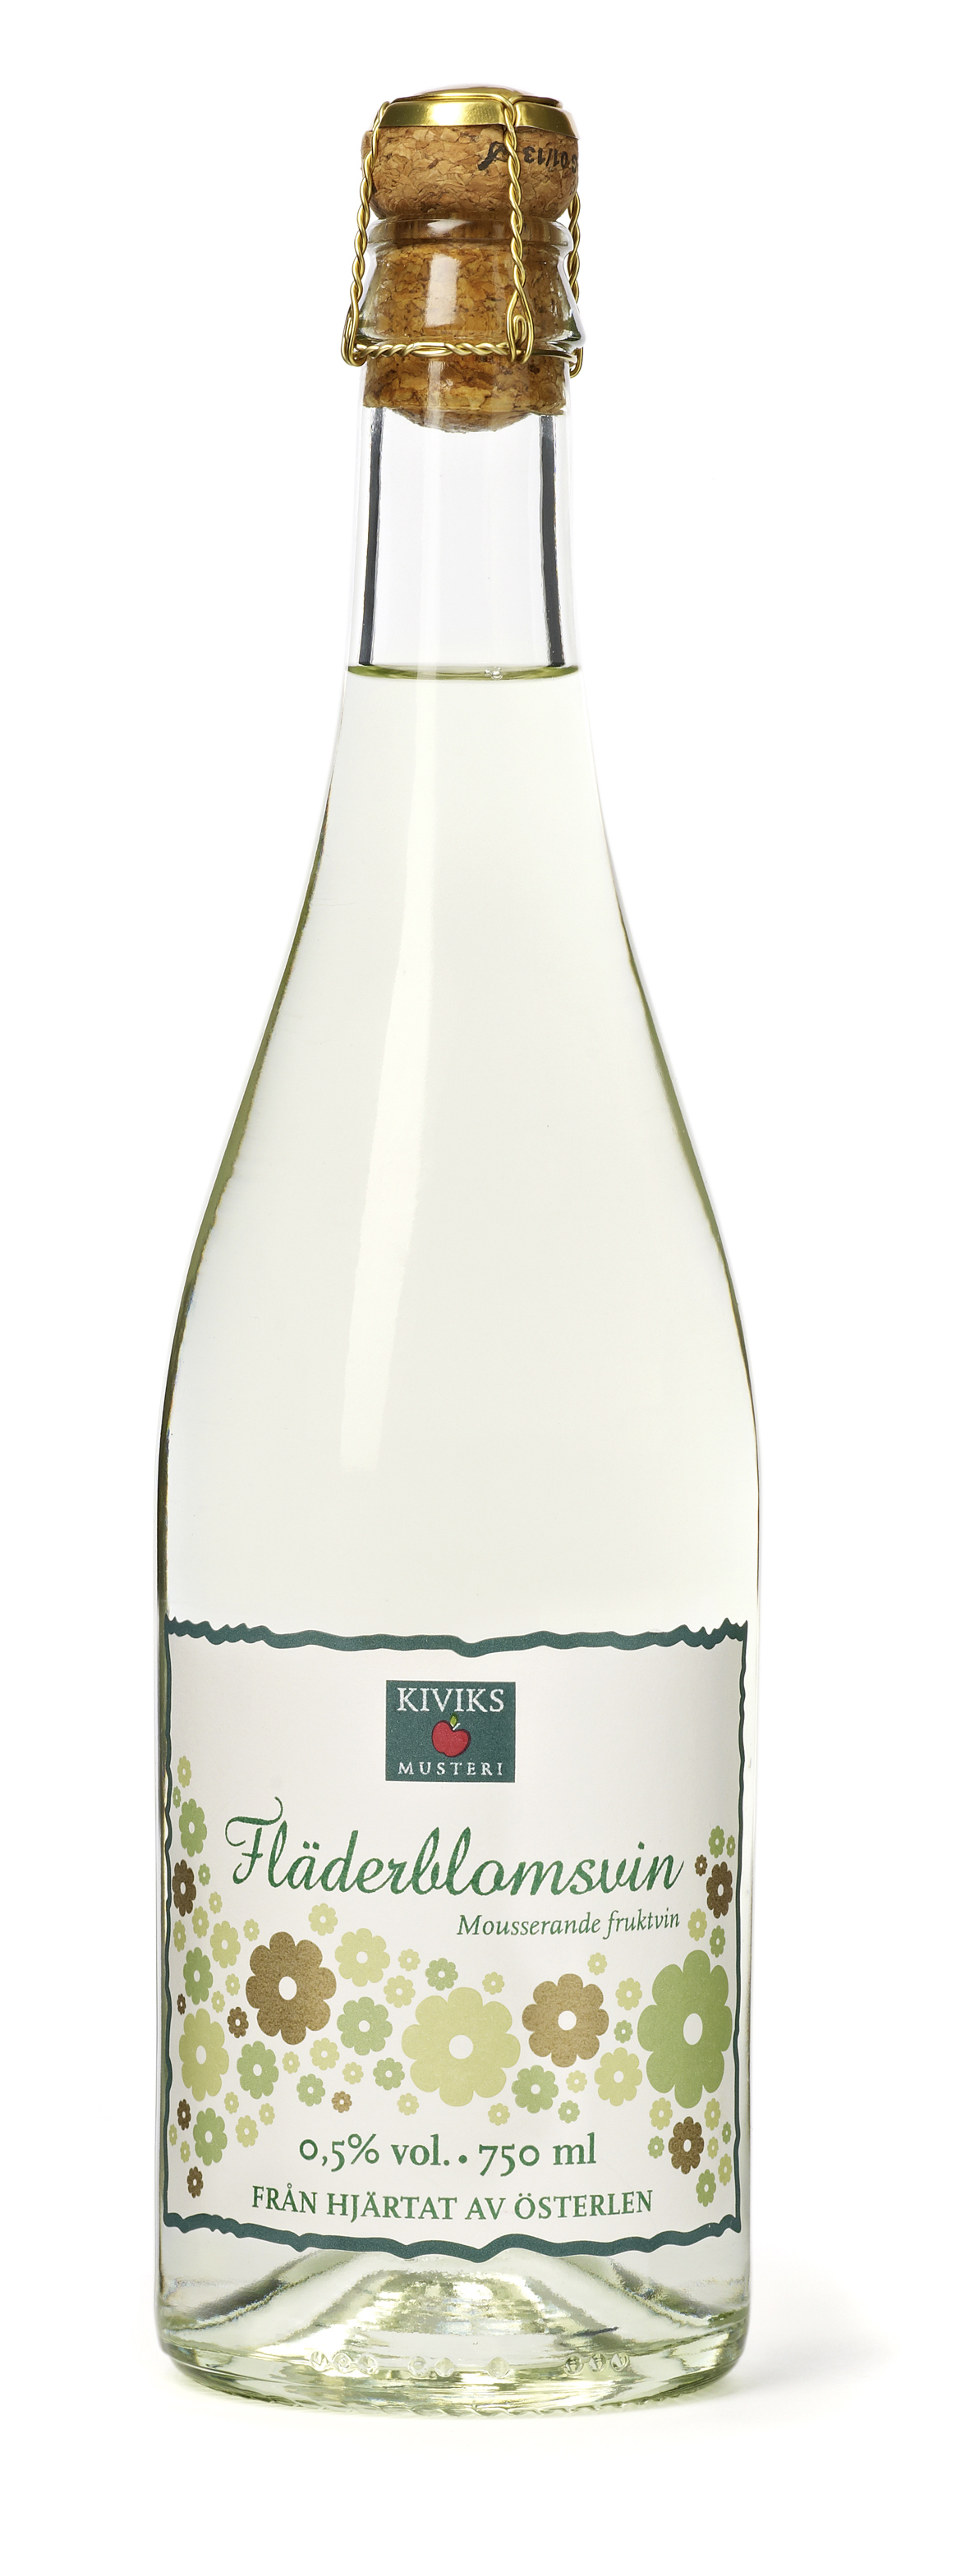 KIVIKS
MUSTERI
Fläderblomsvin
Mousserande fruktvin
0,5% vol. • 750 ml
FRÅN HJÄRTAT AV ÖSTERLEN